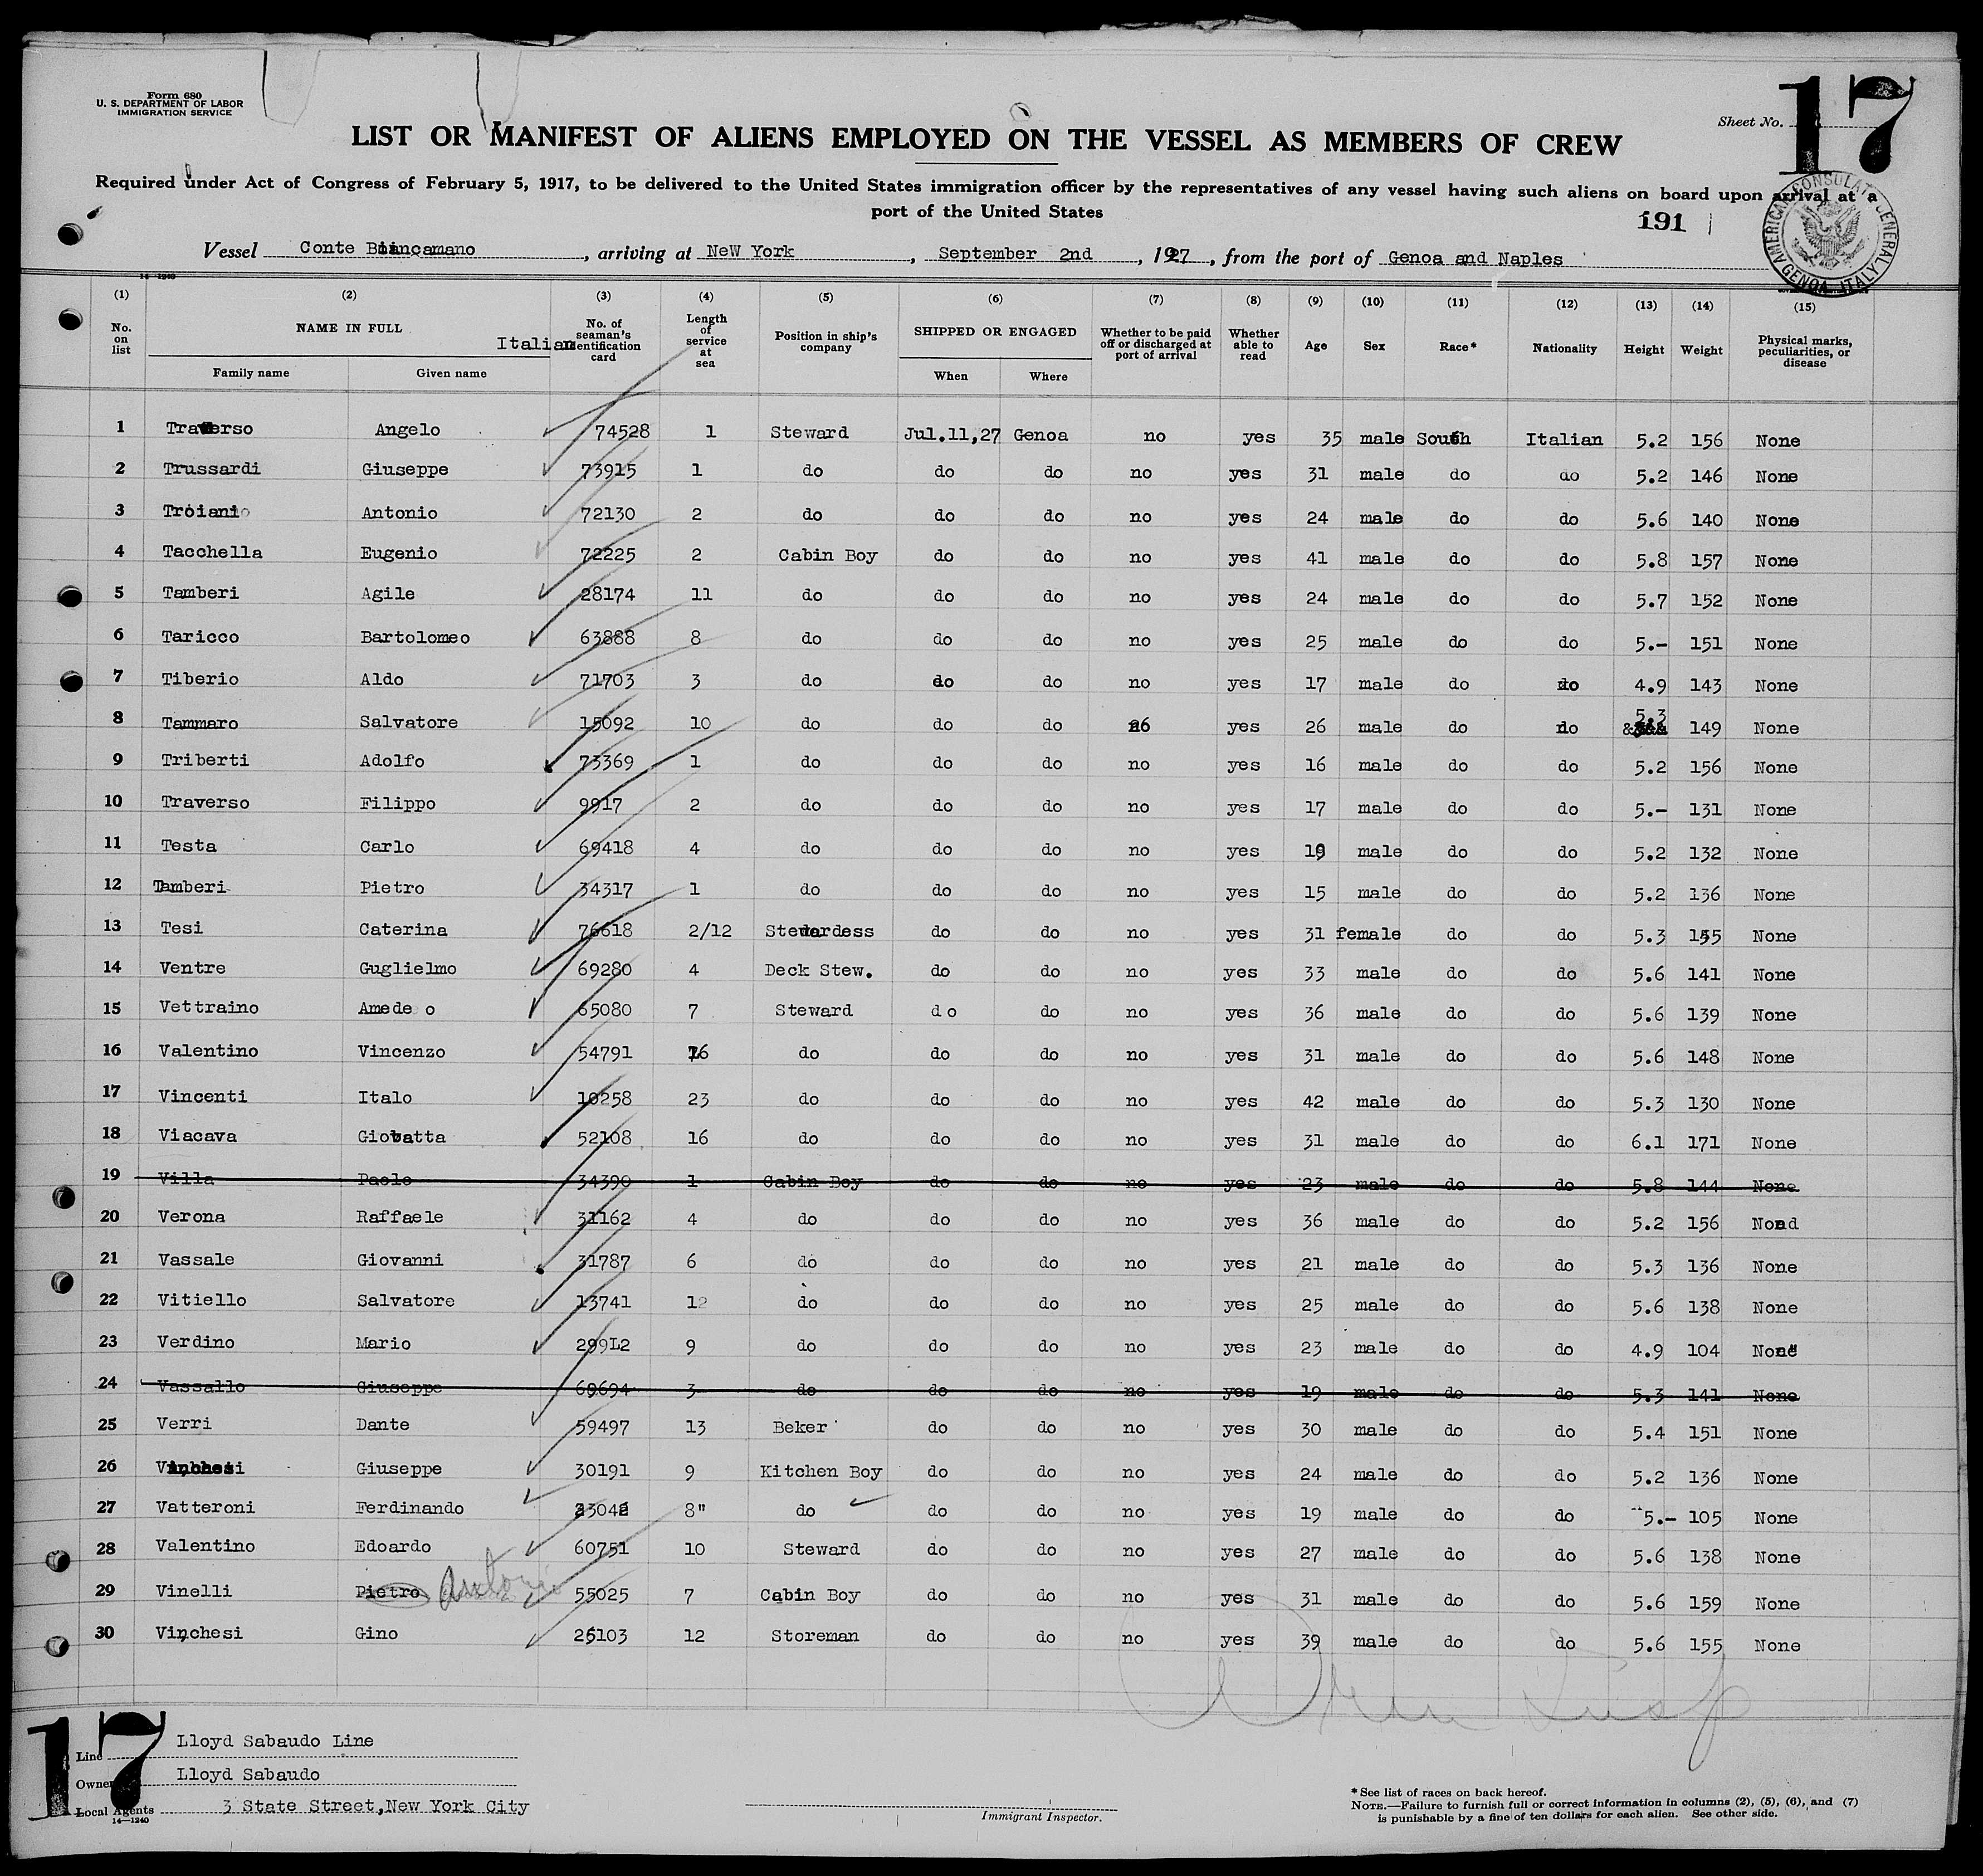 Form 680
U. S. DEPARTMENT OF LABOR
IMMIGRATION SERVICE
Sheet No. 17
LIST OR MANIFEST OF ALIENS EMPLOYED ON THE VESSEL AS MEMBERS OF CREW
Required under Act of Congress of February 5, 1917, to be delivered to the United States immigration officer by the representatives of any vessel having such aliens on board upon arrival at a
port of the United States
191
AMERICAN CONSULATE GENERAL GENOA, ITALY
Vessel Conte Biancamano, arriving at NeW York, September 2nd, 1927, from the port of Genoa and Naples
14-1240
(1) (2) (3) (4) (5) (6) (7) (8) (9) (10) (11) (12) (13) (14) (15)
No. on list NAME IN FULL Family name Given name Italian No. of seaman's identification card Length of service at sea Position in ship's company SHIPPED OR ENGAGED When Where Whether to be paid off or discharged at port of arrival Whether able to read Age Sex Race* Nationality Height Weight Physical marks, peculiarities, or disease
1 Traverso Angelo 74528 1 Steward Jul.11,27 Genoa no yes 35 male South Italian 5.2 156 None
2 Trussardi Giuseppe 73915 1 do do do no yes 31 male do do 5.2 146 None
3 Troiano Antonio 72130 2 do do do no yes 24 male do do 5.6 140 None
4 Tacchella Eugenio 72225 2 Cabin Boy do do no yes 41 male do do 5.8 157 None
5 Tamberi Agile 28174 11 do do do no yes 24 male do do 5.7 152 None
6 Taricco Bartolomeo 63888 8 do do do no yes 25 male do do 5.- 151 None
7 Tiberio Aldo 71703 3 do do do no yes 17 male do do 4.9 143 None
8 Tammaro Salvatore 15092 10 do do do no yes 26 male do do 5.3 149 None
9 Triberti Adolfo 73369 1 do do do no yes 16 male do do 5.2 156 None
10 Traverso Filippo 9917 2 do do do no yes 17 male do do 5.- 131 None
11 Testa Carlo 69418 4 do do do no yes 19 male do do 5.2 132 None
12 Tamberi Pietro 34317 1 do do do no yes 15 male do do 5.2 136 None
13 Tesi Caterina 76618 2/12 Stewardess do do no yes 31 female do do 5.3 155 None
14 Ventre Guglielmo 69280 4 Deck Stew. do do no yes 33 male do do 5.6 141 None
15 Vettraino Amede o 65080 7 Steward d o do no yes 36 male do do 5.6 139 None
16 Valentino Vincenzo 54791 16 do do do no yes 31 male do do 5.6 148 None
17 Vincenti Italo 10258 23 do do do no yes 42 male do do 5.3 130 None
18 Viacava Giobatta 52108 16 do do do no yes 31 male do do 6.1 171 None
19 Villa Paolo 34390 1 Cabin Boy do do no yes 23 male do do 5.8 144 None
20 Verona Raffaele 31162 4 do do do no yes 36 male do do 5.2 156 Nond
21 Vassale Giovanni 31787 6 do do do no yes 21 male do do 5.3 136 None
22 Vitiello Salvatore 13741 12 do do do no yes 25 male do do 5.6 138 None
23 Verdino Mario 299L2 9 do do do no yes 23 male do do 4.9 104 None
24 Vassallo Giuseppe 69694 3 do do do no yes 19 male do do 5.3 141 None
25 Verri Dante 59497 13 Beker do do no yes 30 male do do 5.4 151 None
26 Giuseppe 30191 9 Kitchen Boy do do no yes 24 male do do 5.2 136 None
27 Vatteroni Ferdinando 8" do do do no yes 19 male do do 5.- 105 None
28 Valentino Edoardo 60751 10 Steward do do no yes 27 male do do 5.6 138 None
29 Vinelli Pietro Antonio 55025 7 Cabin Boy do do no yes 31 male do do 5.6 159 None
30 Vinchesi Gino 25103 12 Storeman do do no yes 39 male do do 5.6 155 None
17
Line Lloyd Sabaudo Line
Owner Lloyd Sabaudo
Local Agents 3 State Street,New York City
14-1240
Immigrant Inspector.
* See list of races on back hereof.
NOTE.—Failure to furnish full or correct information in columns (2), (5), (6), and (7)
is punishable by a fine of ten dollars for each alien. See other side.